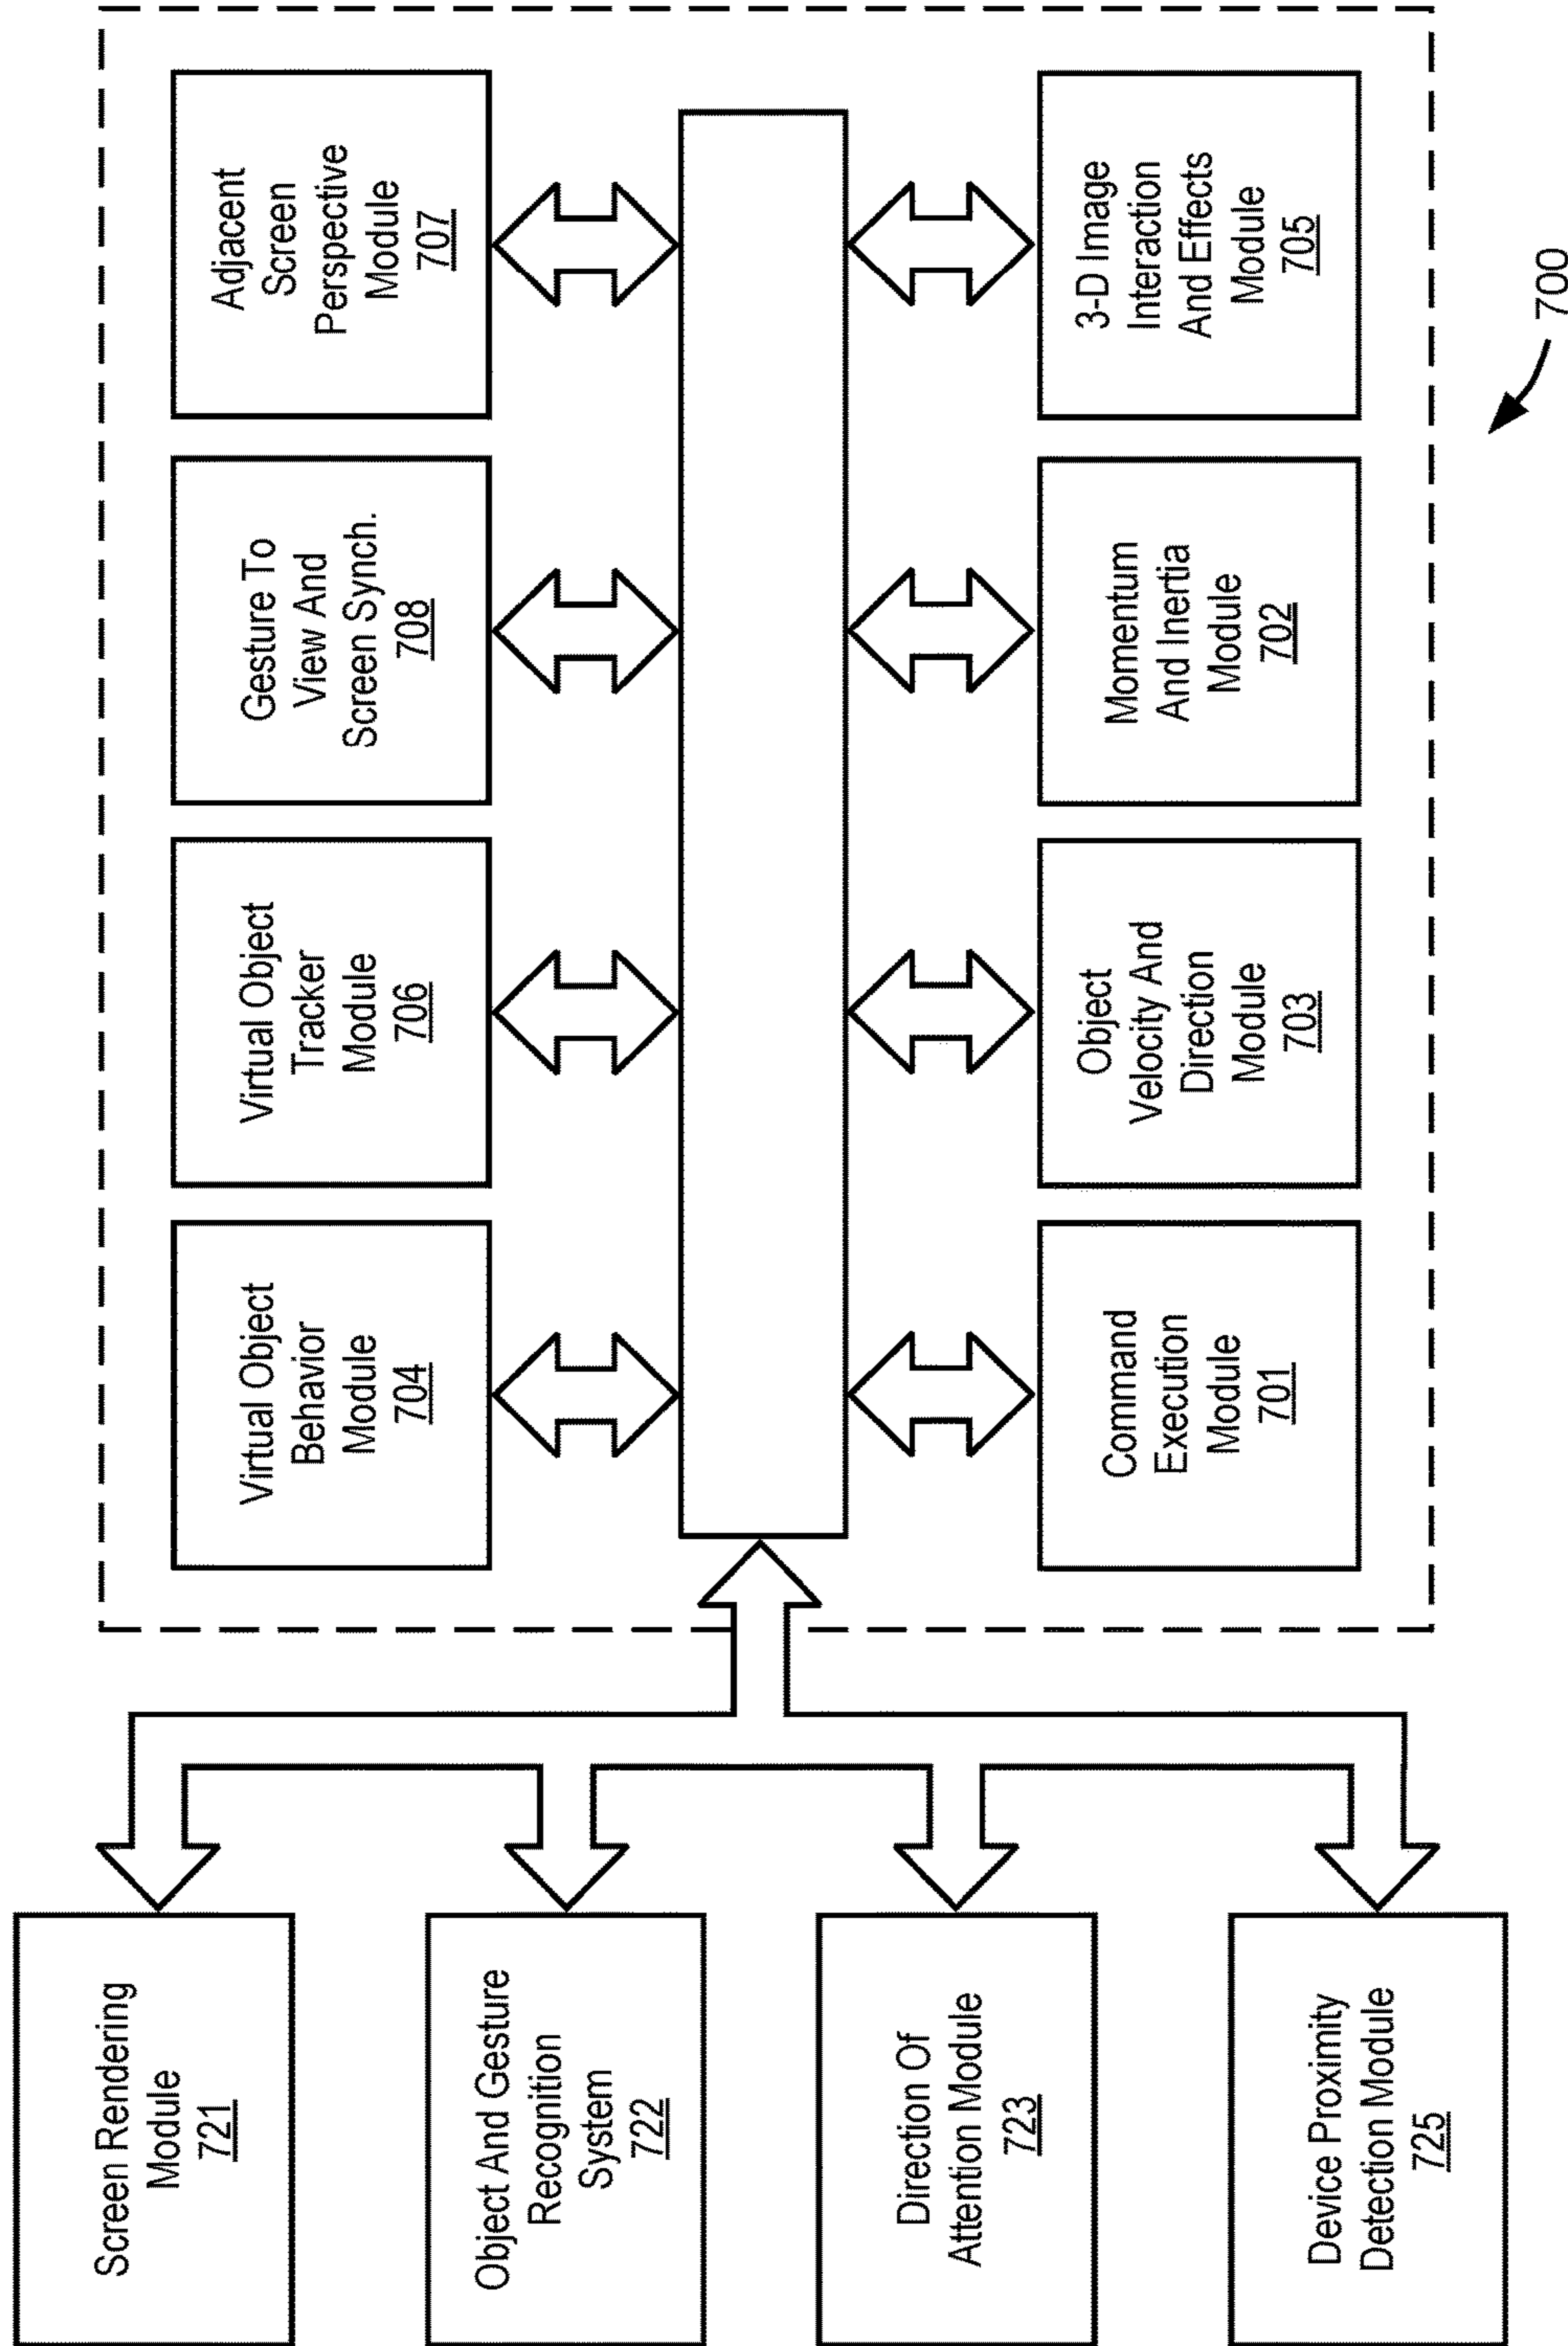 Screen Rendering
Module
721
Object And Gesture
Recognition
System
722
Direction Of
Attention Module
723
Device Proximity
Detection Module
725
Virtual Object
Behavior
Module
704
Virtual Object
Tracker
Module
706
Gesture To
View And
Screen Synch.
708
Adjacent
Screen
Perspective
Module
707
Command
Execution
Module
701
Object
Velocity And
Direction
Module
703
Momentum
And Inertia
Module
702
3-D Image
Interaction
And Effects
Module
705
700